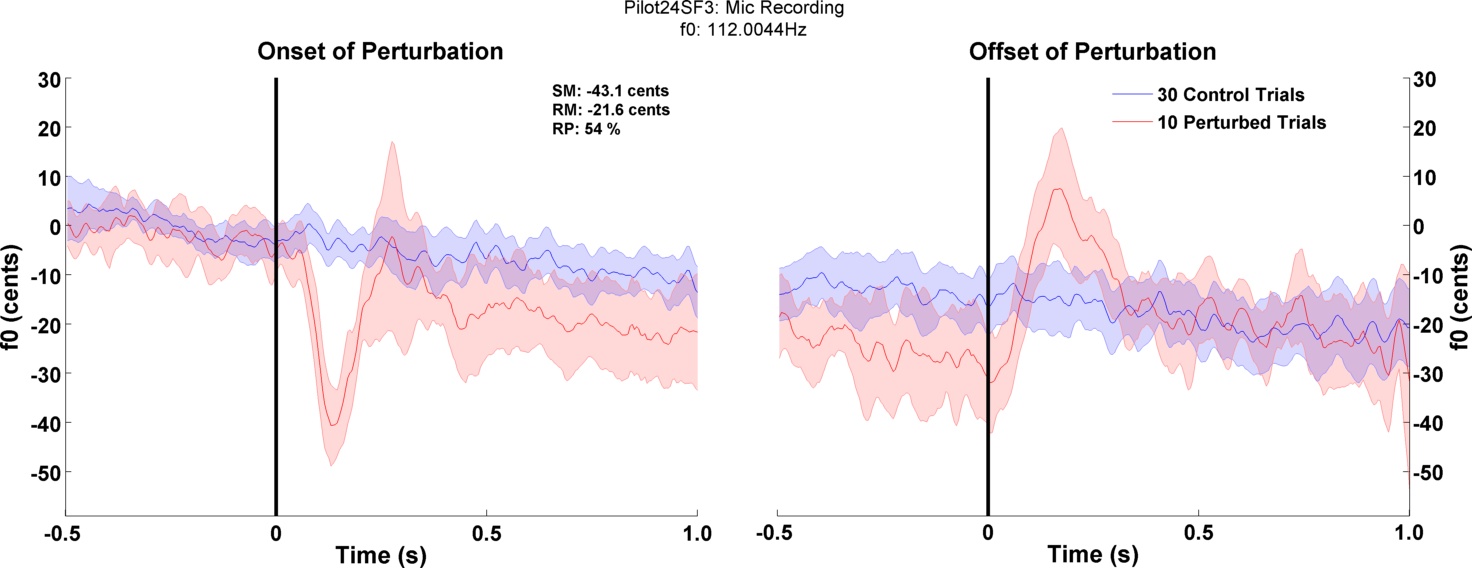 Pilot24SF3: Mic Recording
f0: 112.0044Hz
Onset of Perturbation
Offset of Perturbation
SM: -43.1 cents
RM: -21.6 cents
RP: 54 %
30 Control Trials
10 Perturbed Trials
f0 (cents)
30
20
10
0
-10
-20
-30
-40
-50
-0.5
0
0.5
1.0
Time (s)
-0.5
0
0.5
1.0
Time (s)
30
20
10
0
-10
-20
-30
-40
-50
f0 (cents)